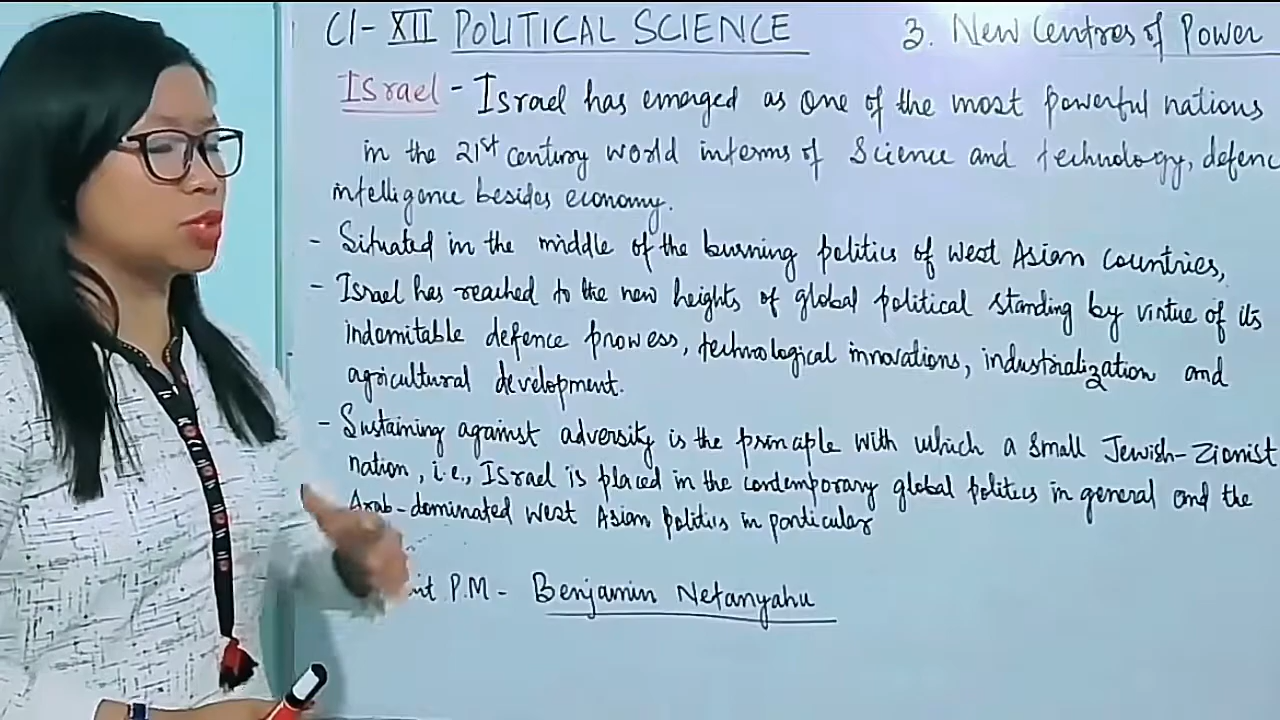 Cl- XII POLITICAL SCIENCE 3. New Centres of Power
Israel - Israel has emerged as one of the most powerful nations
in the 21st century world interms of Science and technology, defenc
intelligence besides economy.
- Situated in the middle of the burning politics of West Asian countries,
- Israel has reached to the new heights of global political standing by virtue of its
indomitable defence prowess, technological innovations, industrialization and
agricultural development.
- Sustaining against adversity is the principle with which a small Jewish-Zionist
nation, i.e., Israel is placed in the contemporary global politics in general and the
Arab-dominated West Asian politics in particular
P.M - Benjamin Netanyahu